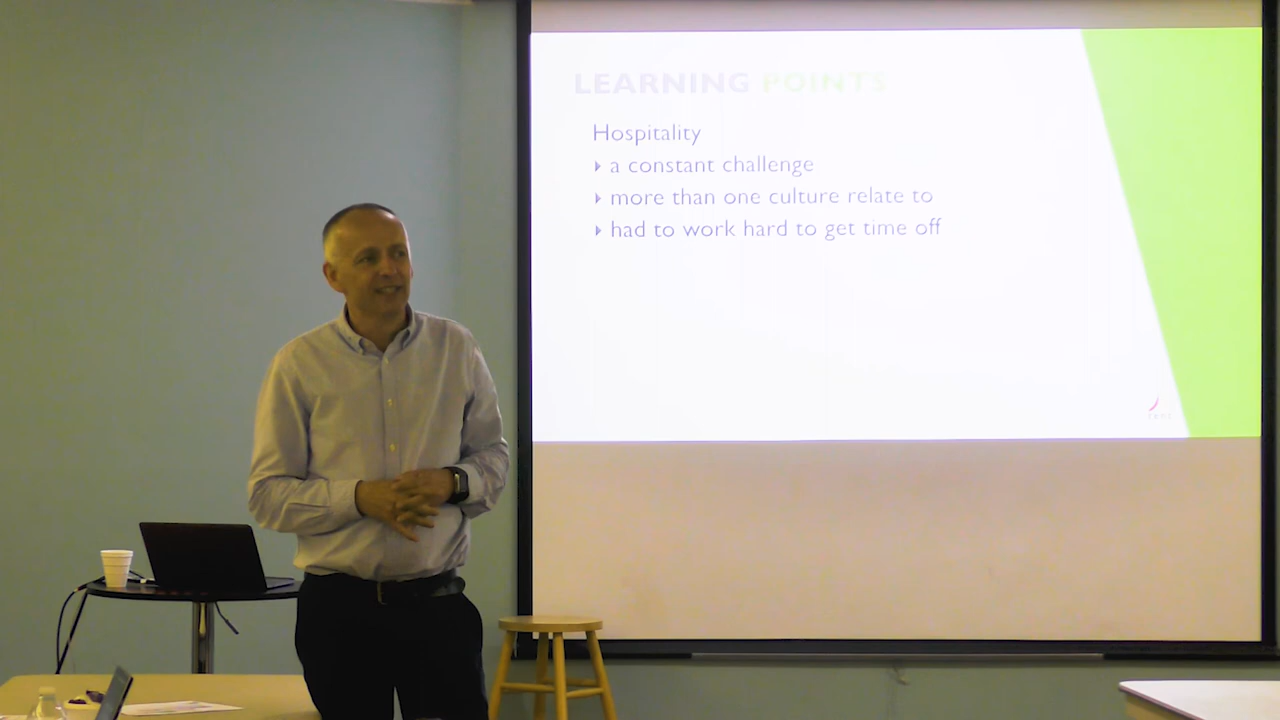 LEARNING POINTS
Hospitality
a constant challenge
more than one culture relate to
had to work hard to get time off